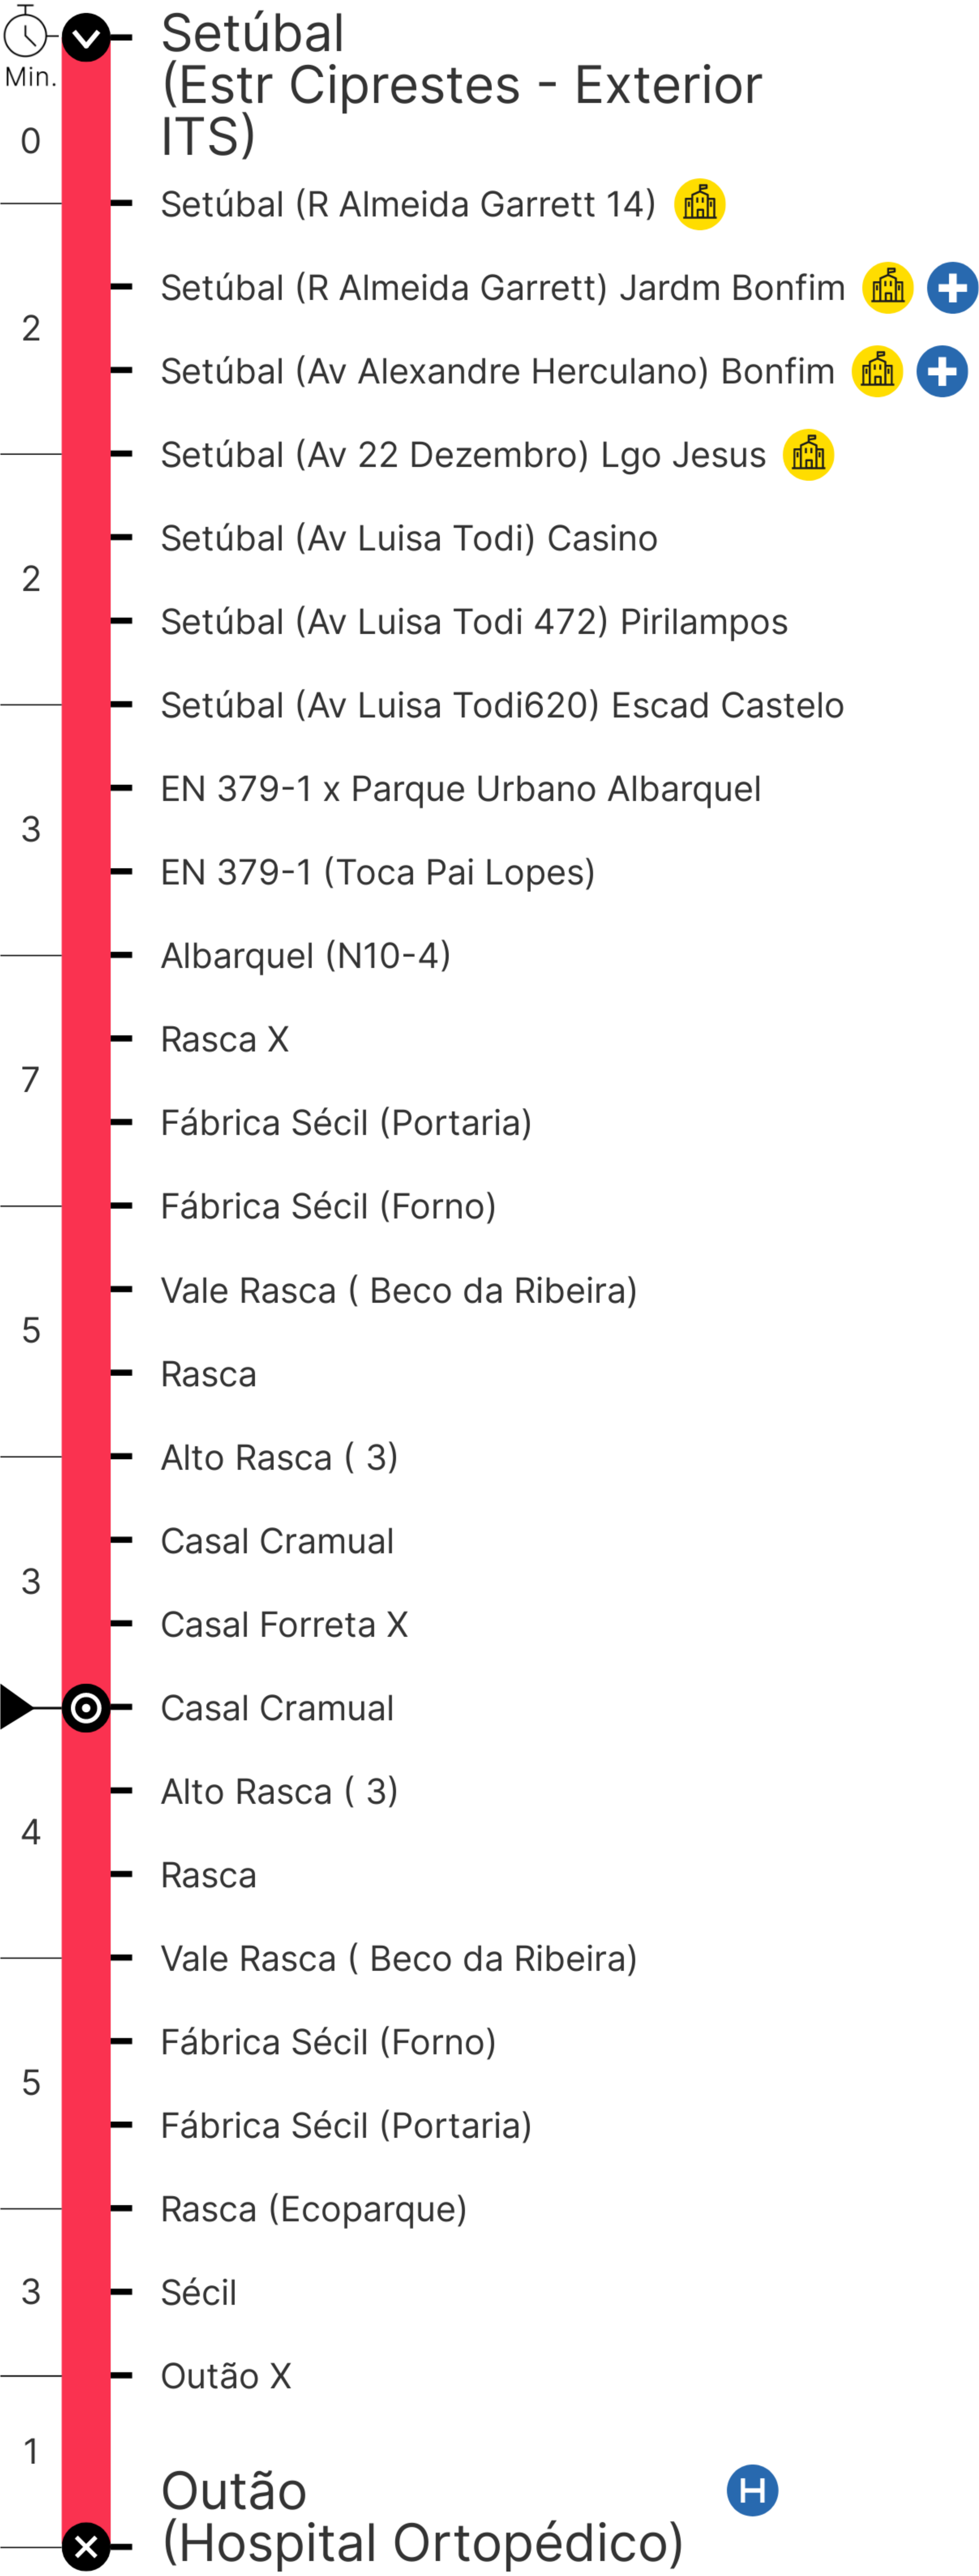 Setúbal
Min.
(Estr Ciprestes - Exterior
ITS)
0
Setúbal (R Almeida Garrett 14)
Setúbal (R Almeida Garrett) Jardm Bonfim
2
Setúbal (Av Alexandre Herculano) Bonfim
Setúbal (Av 22 Dezembro) Lgo Jesus
Setúbal (Av Luisa Todi) Casino
2
Setúbal (Av Luisa Todi 472) Pirilampos
Setúbal (Av Luisa Todi620) Escad Castelo
EN 379-1 x Parque Urbano Albarquel
3
EN 379-1 (Toca Pai Lopes)
Albarquel (N10-4)
Rasca X
7
Fábrica Sécil (Portaria)
Fábrica Sécil (Forno)
Vale Rasca ( Beco da Ribeira)
5
Rasca
Alto Rasca ( 3)
Casal Cramual
3
Casal Forreta X
Casal Cramual
Alto Rasca ( 3)
4
Rasca
Vale Rasca ( Beco da Ribeira)
Fábrica Sécil (Forno)
5
Fábrica Sécil (Portaria)
Rasca (Ecoparque)
3
Sécil
Outão X
1
Outão
H
(Hospital Ortopédico)